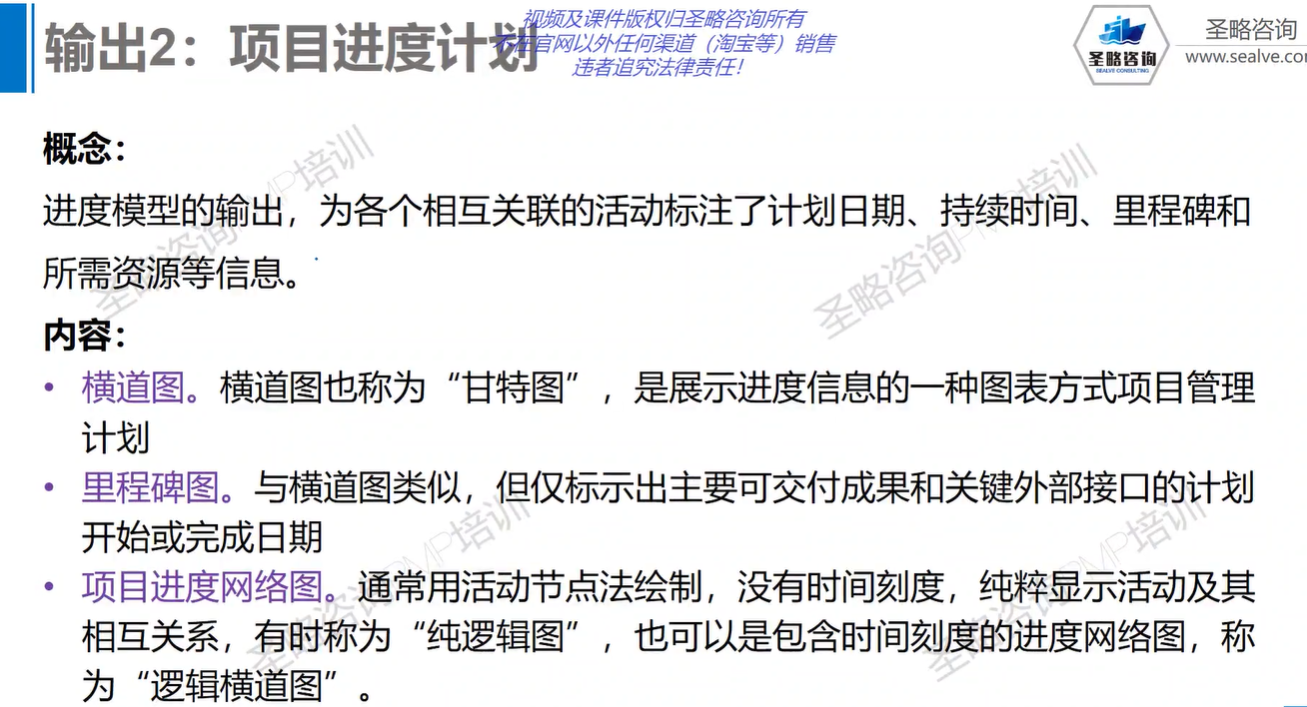 输出2：项目进度计划
视频及课件版权归圣略咨询所有
不在官网以外任何渠道（淘宝等）销售
违者追究法律责任！
圣略咨询
SEALVE CONSULTING
圣略咨询
www.sealve.com
概念：
进度模型的输出，为各个相互关联的活动标注了计划日期、持续时间、里程碑和
所需资源等信息。
内容：
• 横道图。横道图也称为“甘特图”，是展示进度信息的一种图表方式项目管理
计划
• 里程碑图。与横道图类似，但仅标示出主要可交付成果和关键外部接口的计划
开始或完成日期
• 项目进度网络图。通常用活动节点法绘制，没有时间刻度，纯粹显示活动及其
相互关系，有时称为“纯逻辑图”，也可以是包含时间刻度的进度网络图，称
为“逻辑横道图”。
圣略咨询PMP培训
圣略咨询PMP培训
圣略咨询PMP培训
圣略咨询PMP培训